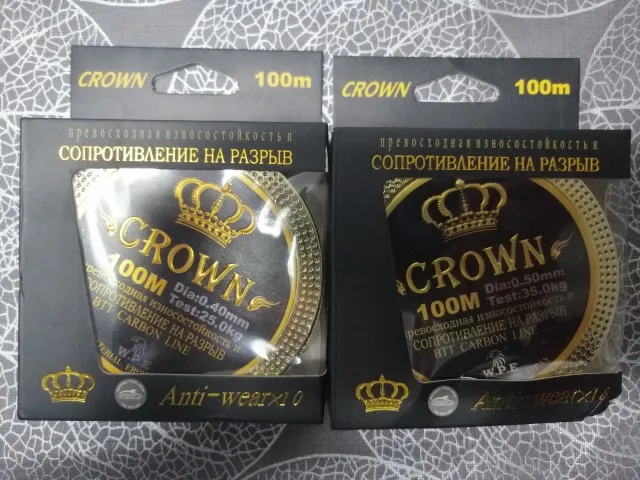 CROWN 100m
превосходная износостойкость и
СОПРОТИВЛЕНИЕ НА РАЗРЫВ
CROWN
100M Dia:0.40mm
Test:25.0kg
превосходная износостойкость и
СОПРОТИВЛЕНИЕ НА РАЗРЫВ
BTT CARBON LINE
Anti-wear×10
CROWN 100m
превосходная износостойкость и
СОПРОТИВЛЕНИЕ НА РАЗРЫВ
CROWN
100M Dia:0.50mm
Test:35.0kg
ревосходная износостойкость и
СОПРОТИВЛЕНИЕ НА РАЗРЫВ
BTT CARBON LINE
W.B.E
Anti-wear×10